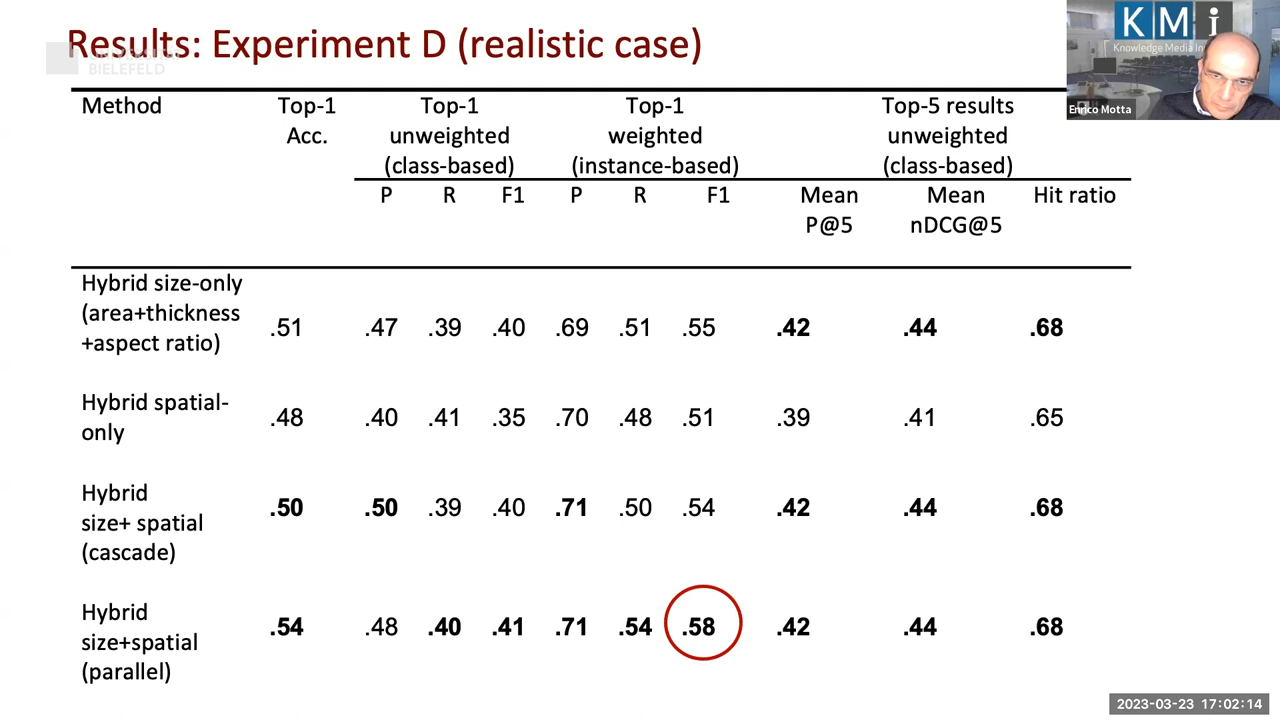 Results: Experiment D (realistic case)
BIELEFELD
KMi
Knowledge Media In
Enrico Motta
Method Top-1 Top-1 Top-1 Top-5 results
Acc. unweighted weighted unweighted
(class-based) (instance-based) (class-based)
P R F1 P R F1 Mean Mean Hit ratio
P@5 nDCG@5
Hybrid size-only
(area+thickness .51 .47 .39 .40 .69 .51 .55 .42 .44 .68
+aspect ratio)
Hybrid spatial- .48 .40 .41 .35 .70 .48 .51 .39 .41 .65
only
Hybrid
size+ spatial .50 .50 .39 .40 .71 .50 .54 .42 .44 .68
(cascade)
Hybrid
size+spatial .54 .48 .40 .41 .71 .54 .58 .42 .44 .68
(parallel)
2023-03-23 17:02:14